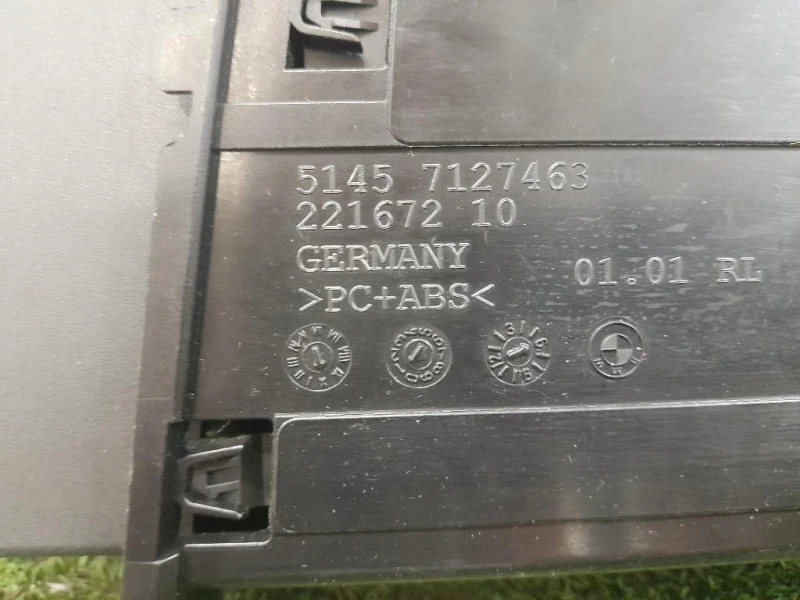 5145 7127463
221672 10
GERMANY
01.01 RL
>PC+ABS<